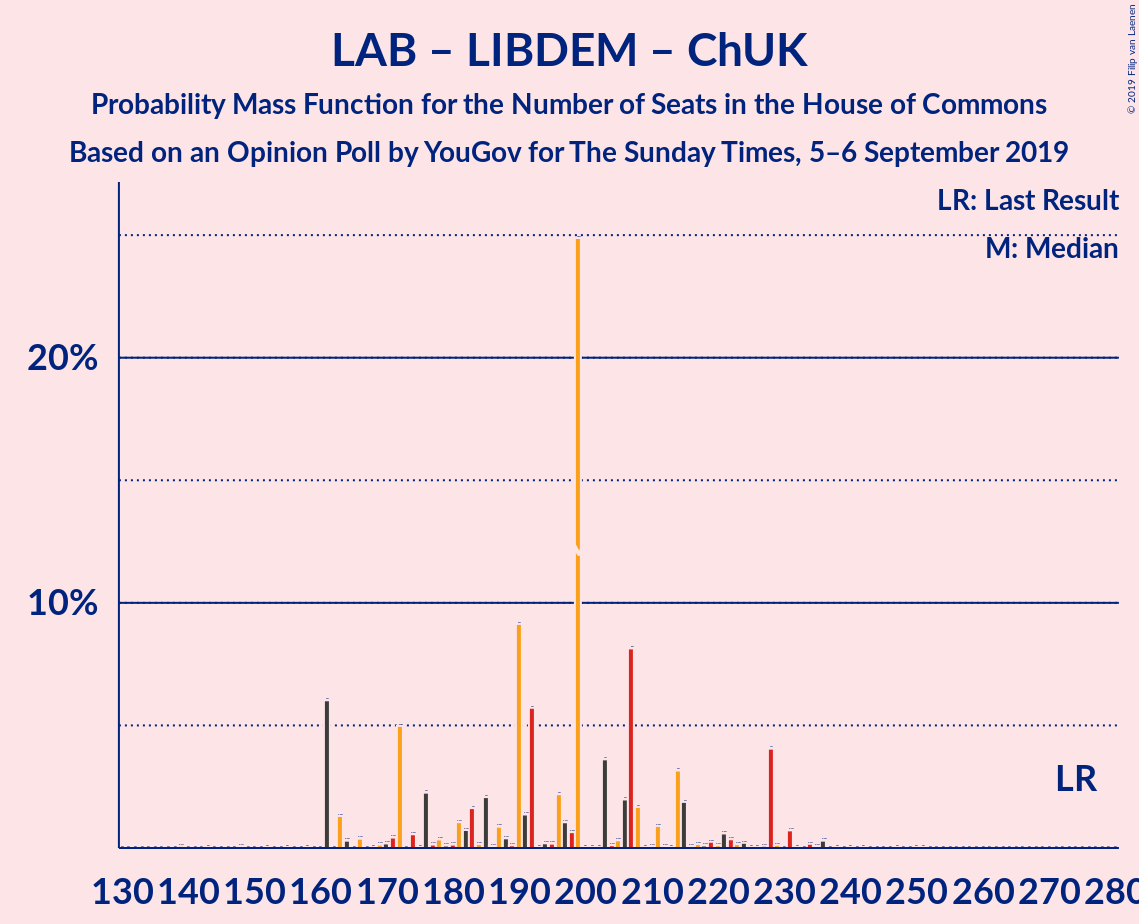 LAB – LIBDEM – ChUK
Probability Mass Function for the Number of Seats in the House of Commons
Based on an Opinion Poll by YouGov for The Sunday Times, 5–6 September 2019
© 2019 Filip van Laenen
LR: Last Result
M: Median
20%
10%
LR
130 140 150 160 170 180 190 200 210 220 230 240 250 260 270 280